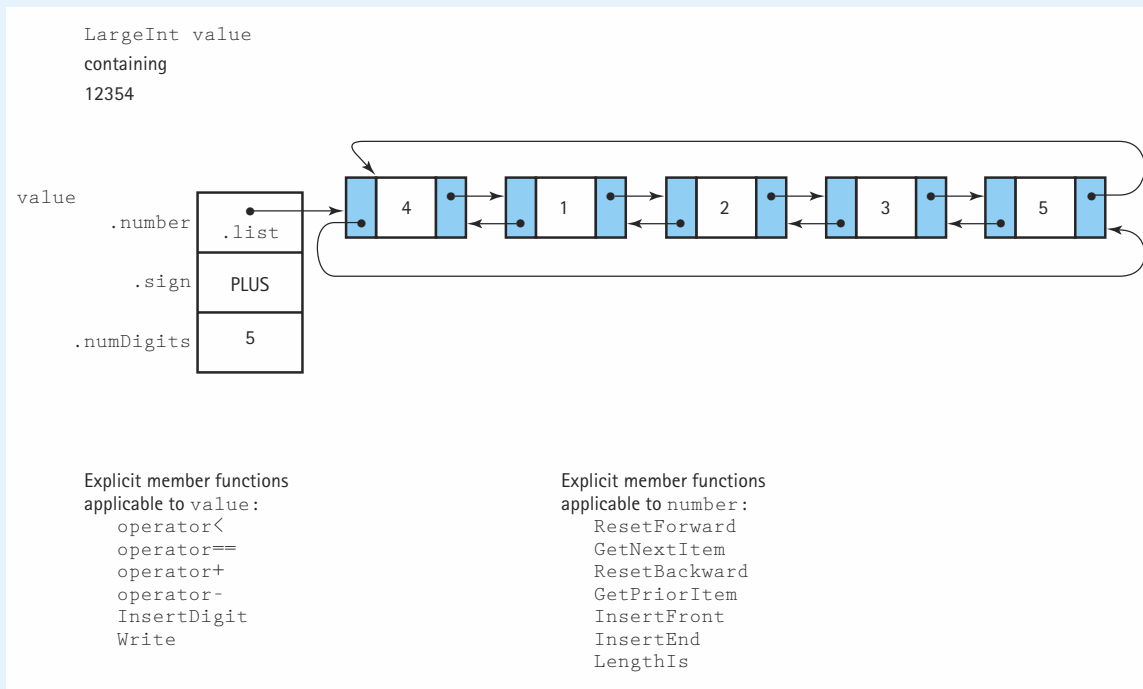 LargeInt value
containing
12354
value
.number
.list
4
1
2
3
5
.sign
PLUS
.numDigits
5
Explicit member functions
applicable to value:
operator<
operator==
operator+
operator-
InsertDigit
Write
Explicit member functions
applicable to number:
ResetForward
GetNextItem
ResetBackward
GetPriorItem
InsertFront
InsertEnd
LengthIs